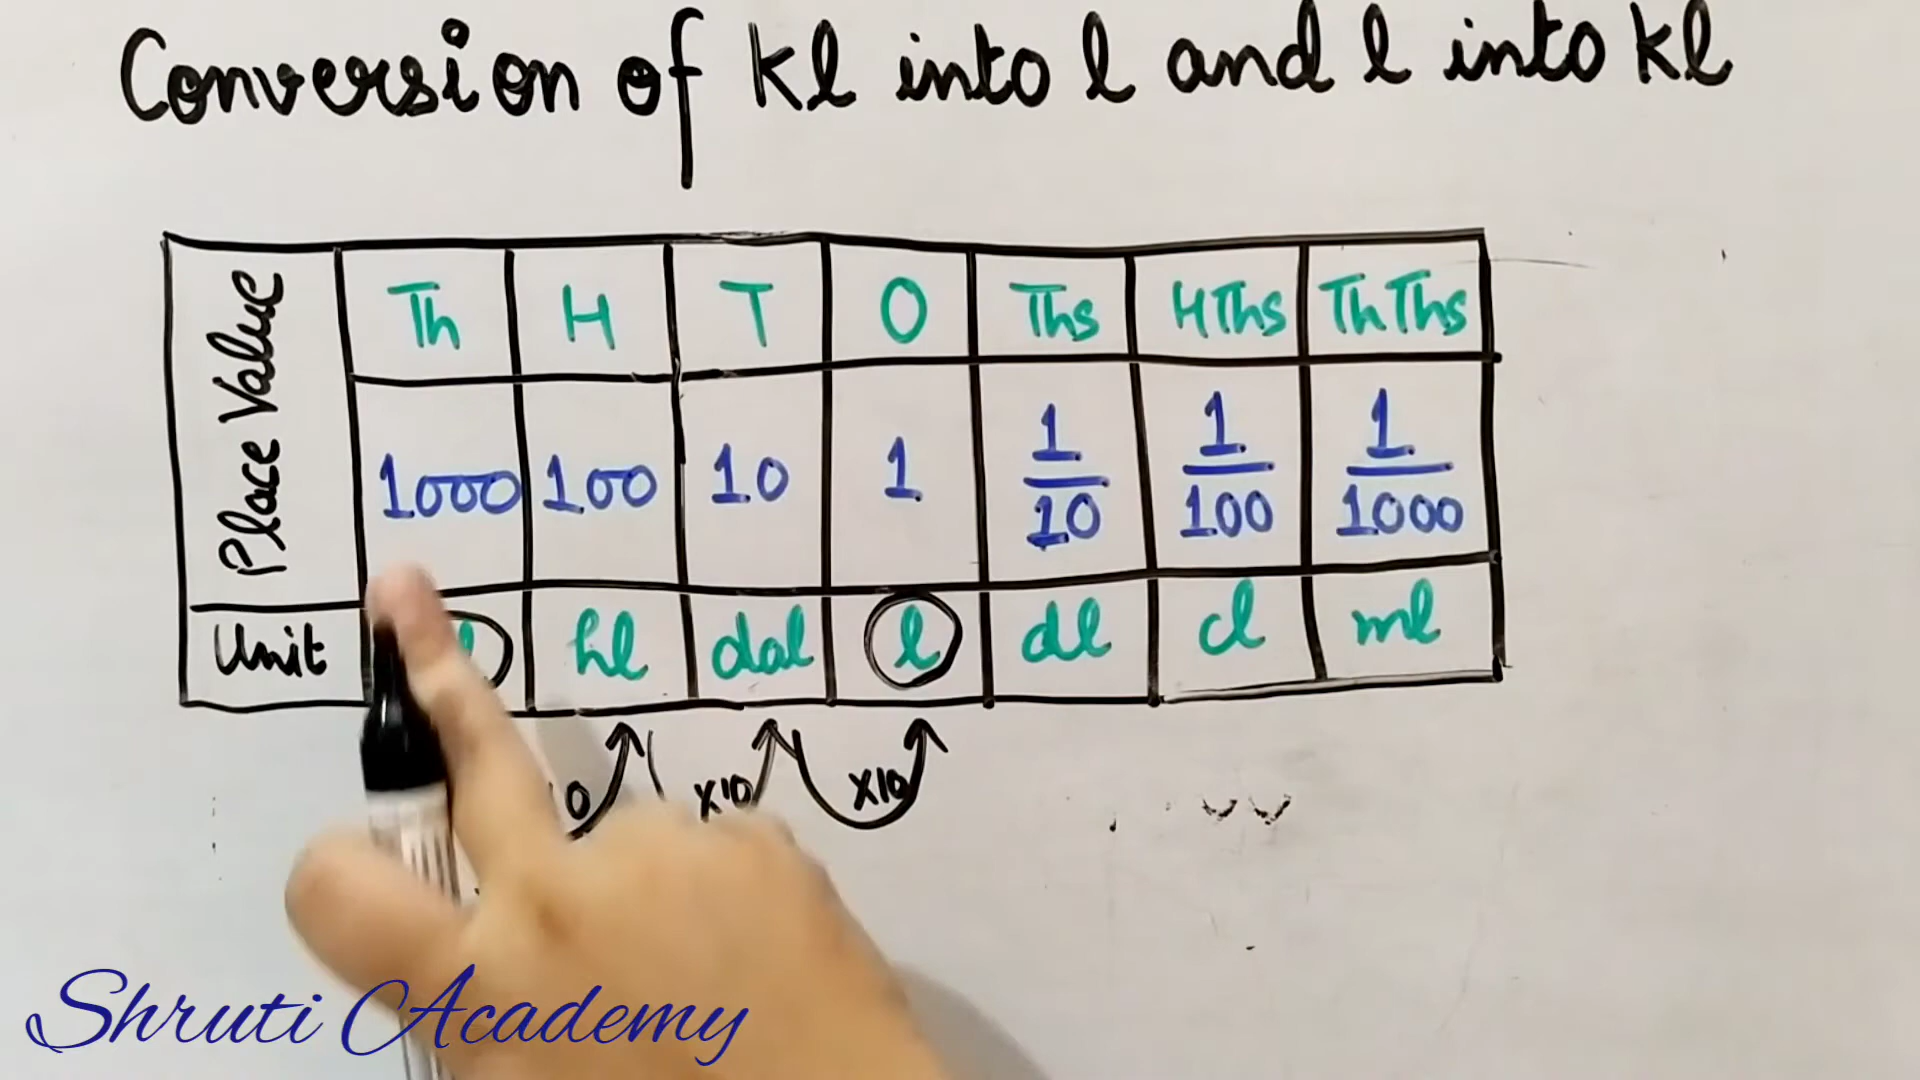 Conversion of kl into l and l into kl
Place Value
Th H T O Ths HThs ThThs
1000 100 10 1 1/10 1/100 1/1000
Unit hl dal l dl cl ml
x10 x10
Shruti Academy